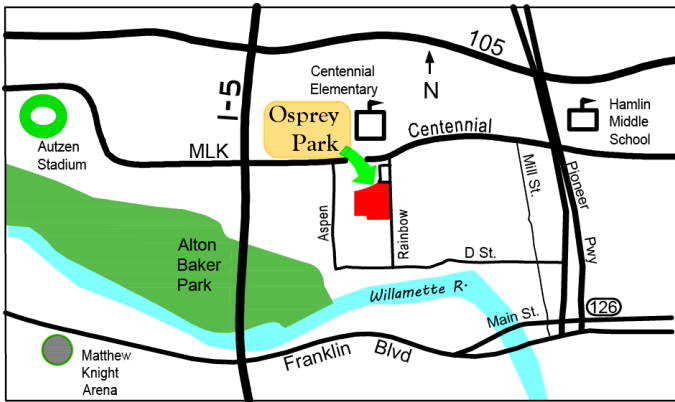 105
I-5
Centennial
Elementary
N
Osprey
Park
Hamlin
Middle
School
Autzen
Stadium
MLK
Centennial
Mill St.
Pioneer
Pwy
Aspen
Rainbow
D St.
Alton
Baker
Park
Willamette R.
126
Main St.
Franklin Blvd
Matthew
Knight
Arena